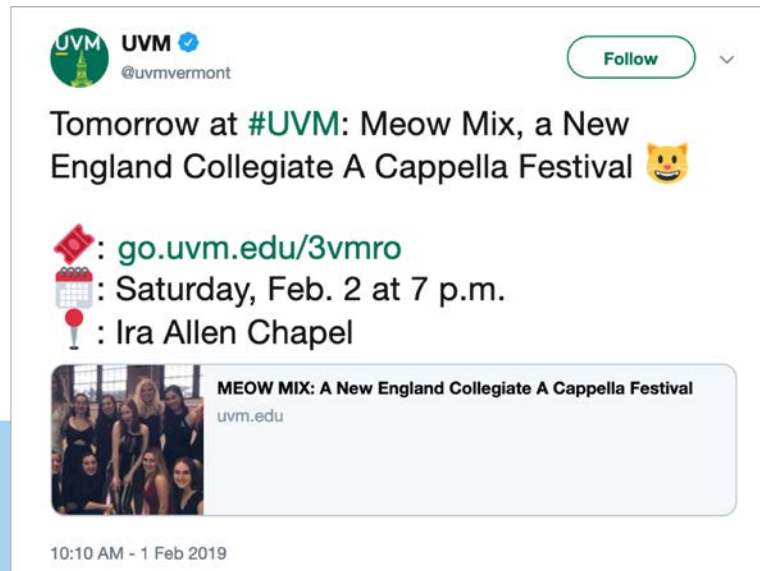 UVM
UVM
@uvmvermont
Follow
Tomorrow at #UVM: Meow Mix, a New
England Collegiate A Cappella Festival 😺
🎟: go.uvm.edu/3vmro
🗓: Saturday, Feb. 2 at 7 p.m.
📍: Ira Allen Chapel
MEOW MIX: A New England Collegiate A Cappella Festival
uvm.edu
10:10 AM - 1 Feb 2019